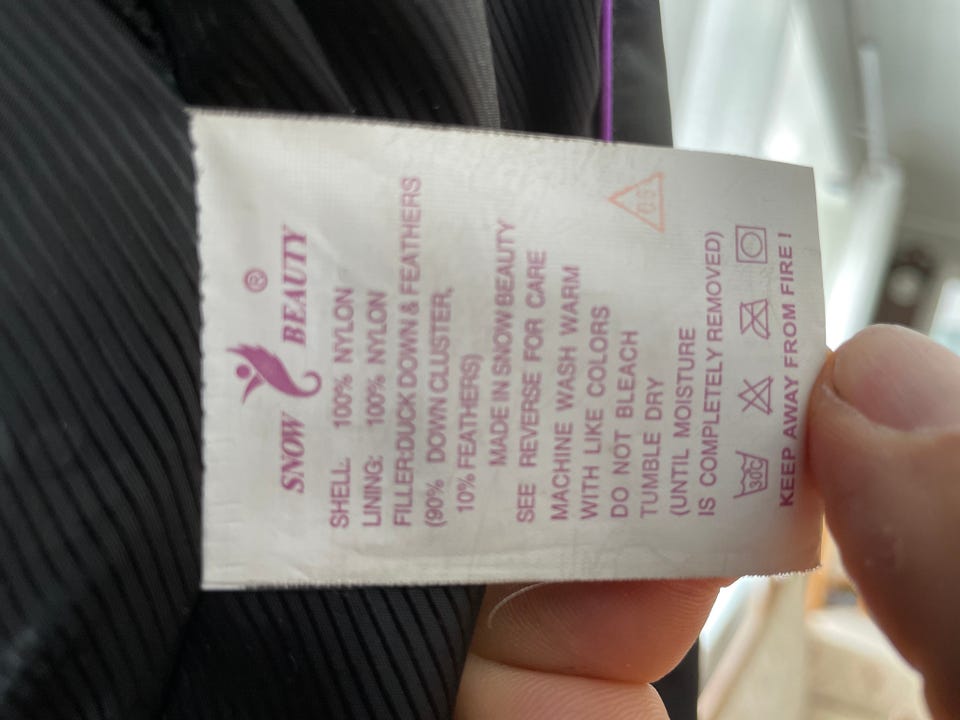 SNOW BEAUTY ®
SHELL: 100% NYLON
LINING: 100% NYLON
FILLER:DUCK DOWN & FEATHERS
(90% DOWN CLUSTER,
10% FEATHERS)
MADE IN SNOW BEAUTY
SEE REVERSE FOR CARE
MACHINE WASH WARM
WITH LIKE COLORS
DO NOT BLEACH
TUMBLE DRY
(UNTIL MOISTURE
IS COMPLETELY REMOVED)
30C
KEEP AWAY FROM FIRE!